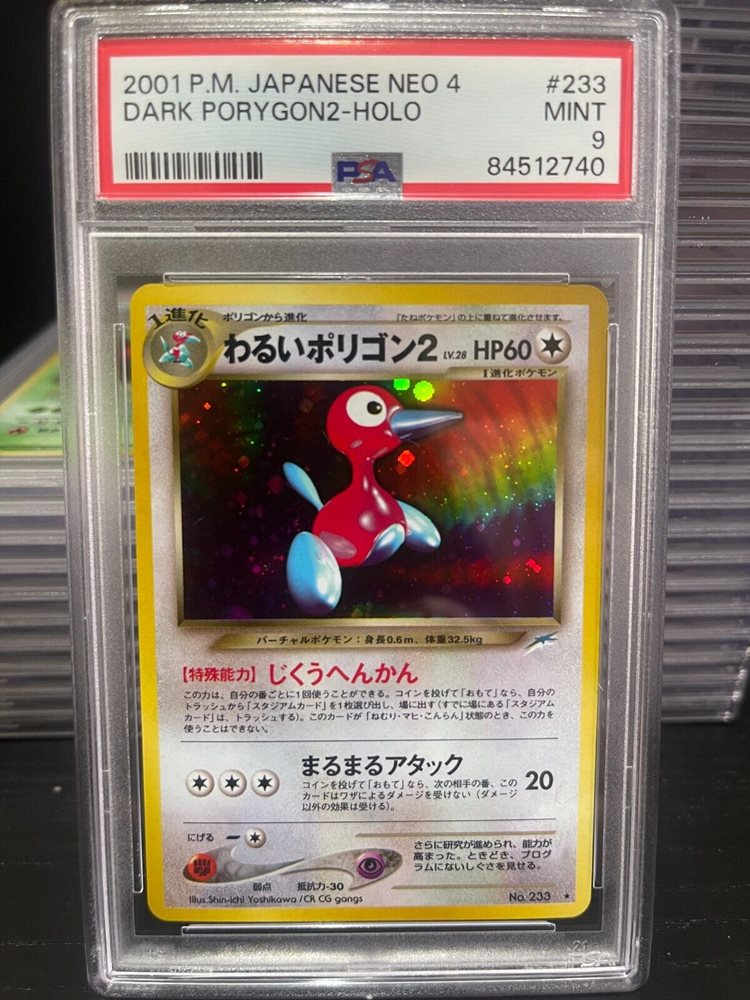 2001 P.M. JAPANESE NEO 4 #233
DARK PORYGON2-HOLO MINT
9
PSA 84512740
1進化 ポリゴンから進化 「たねポケモン」の上に重ねて進化させます。
わるいポリゴン2 LV.28 HP60
1進化ポケモン
バーチャルポケモン：身長0.6m、体重32.5kg
【特殊能力】じくうへんかん
この力は、自分の番ごとに1回使うことができる。コインを投げて「おもて」なら、自分の
トラッシュから「スタジアムカード」を1枚選び出し、場に出す（すでに場にある「スタジアム
カード」は、トラッシュする）。このカードが「ねむり・マヒ・こんらん」状態のとき、この力を
使うことはできない。
まるまるアタック 20
コインを投げて「おもて」なら、次の相手の番、この
カードはワザによるダメージを受けない（ダメージ
以外の効果は受ける）。
にげる
さらに研究が進められ、能力が
高まった。ときどき、プログ
ラムにないしぐさを見せる。
弱点 抵抗力-30
Illus.Shin-ichi Yoshikawa /CR CG gangs No.233 ★